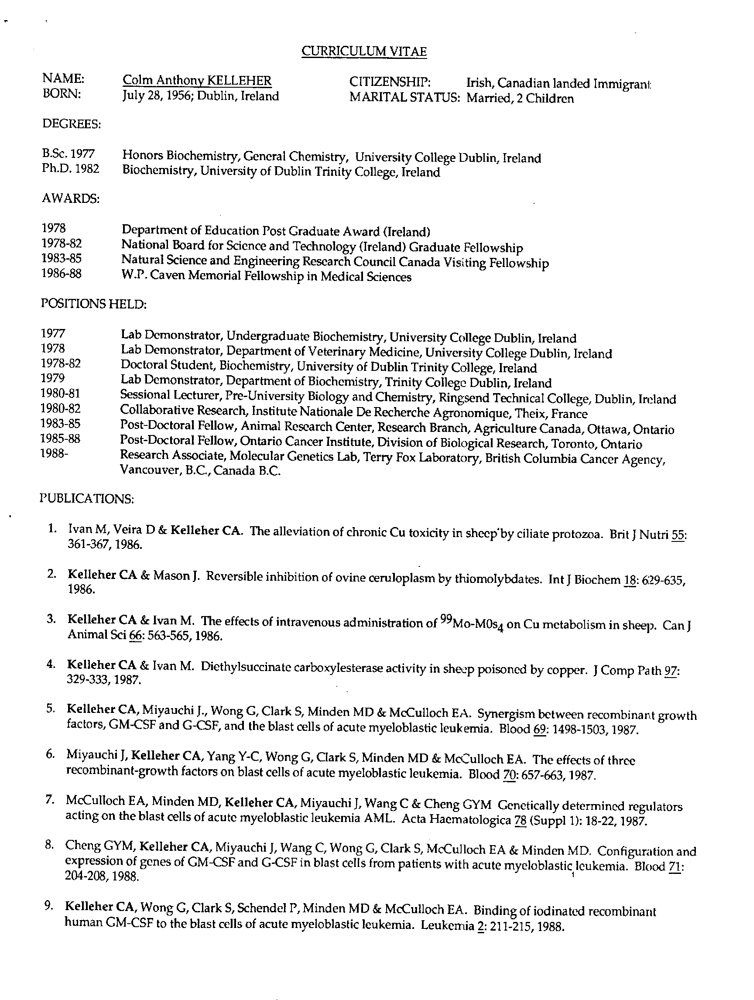 CURRICULUM VITAE
NAME: Colm Anthony KELLEHER CITIZENSHIP: Irish, Canadian landed Immigrant
BORN: July 28, 1956; Dublin, Ireland MARITAL STATUS: Married, 2 Children
DEGREES:
B.Sc. 1977 Honors Biochemistry, General Chemistry, University College Dublin, Ireland
Ph.D. 1982 Biochemistry, University of Dublin Trinity College, Ireland
AWARDS:
1978 Department of Education Post Graduate Award (Ireland)
1978-82 National Board for Science and Technology (Ireland) Graduate Fellowship
1983-85 Natural Science and Engineering Research Council Canada Visiting Fellowship
1986-88 W.P. Caven Memorial Fellowship in Medical Sciences
POSITIONS HELD:
1977 Lab Demonstrator, Undergraduate Biochemistry, University College Dublin, Ireland
1978 Lab Demonstrator, Department of Veterinary Medicine, University College Dublin, Ireland
1978-82 Doctoral Student, Biochemistry, University of Dublin Trinity College, Ireland
1979 Lab Demonstrator, Department of Biochemistry, Trinity College Dublin, Ireland
1980-81 Sessional Lecturer, Pre-University Biology and Chemistry, Ringsend Technical College, Dublin, Ireland
1980-82 Collaborative Research, Institute Nationale De Recherche Agronomique, Theix, France
1983-85 Post-Doctoral Fellow, Animal Research Center, Research Branch, Agriculture Canada, Ottawa, Ontario
1985-88 Post-Doctoral Fellow, Ontario Cancer Institute, Division of Biological Research, Toronto, Ontario
1988- Research Associate, Molecular Genetics Lab, Terry Fox Laboratory, British Columbia Cancer Agency,
Vancouver, B.C., Canada B.C.
PUBLICATIONS:
1. Ivan M, Veira D & Kelleher CA. The alleviation of chronic Cu toxicity in sheep by ciliate protozoa. Brit J Nutri 55:
361-367, 1986.
2. Kelleher CA & Mason J. Reversible inhibition of ovine ceruloplasm by thiomolybdates. Int J Biochem 18: 629-635,
1986.
3. Kelleher CA & Ivan M. The effects of intravenous administration of 99Mo-M0s4 on Cu metabolism in sheep. Can J
Animal Sci 66: 563-565, 1986.
4. Kelleher CA & Ivan M. Diethylsuccinate carboxylesterase activity in sheep poisoned by copper. J Comp Path 97:
329-333, 1987.
5. Kelleher CA, Miyauchi J., Wong G, Clark S, Minden MD & McCulloch EA. Synergism between recombinant growth
factors, GM-CSF and G-CSF, and the blast cells of acute myeloblastic leukemia. Blood 69: 1498-1503, 1987.
6. Miyauchi J, Kelleher CA, Yang Y-C, Wong G, Clark S, Minden MD & McCulloch EA. The effects of three
recombinant-growth factors on blast cells of acute myeloblastic leukemia. Blood 70: 657-663, 1987.
7. McCulloch EA, Minden MD, Kelleher CA, Miyauchi J, Wang C & Cheng GYM Genetically determined regulators
acting on the blast cells of acute myeloblastic leukemia AML. Acta Haematologica 78 (Suppl 1): 18-22, 1987.
8. Cheng GYM, Kelleher CA, Miyauchi J, Wang C, Wong G, Clark S, McCulloch EA & Minden MD. Configuration and
expression of genes of GM-CSF and G-CSF in blast cells from patients with acute myeloblastic leukemia. Blood 71:
204-208, 1988.
9. Kelleher CA, Wong G, Clark S, Schendel P, Minden MD & McCulloch EA. Binding of iodinated recombinant
human GM-CSF to the blast cells of acute myeloblastic leukemia. Leukemia 2: 211-215, 1988.